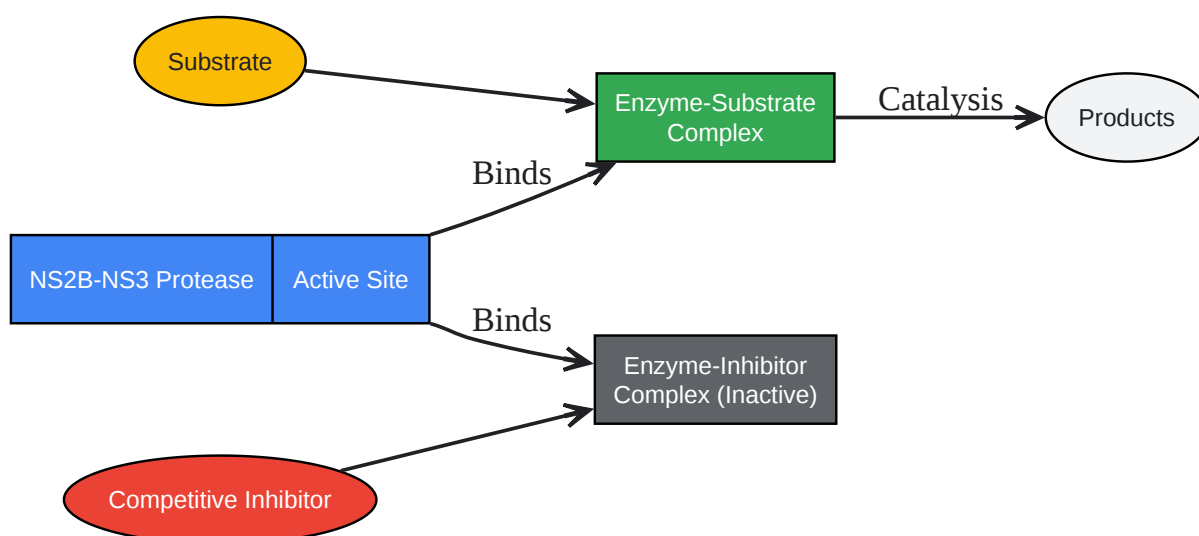 Substrate
Enzyme-Substrate
Complex
Catalysis
Products
Binds
NS2B-NS3 Protease
Active Site
Binds
Enzyme-Inhibitor
Complex (Inactive)
Competitive Inhibitor